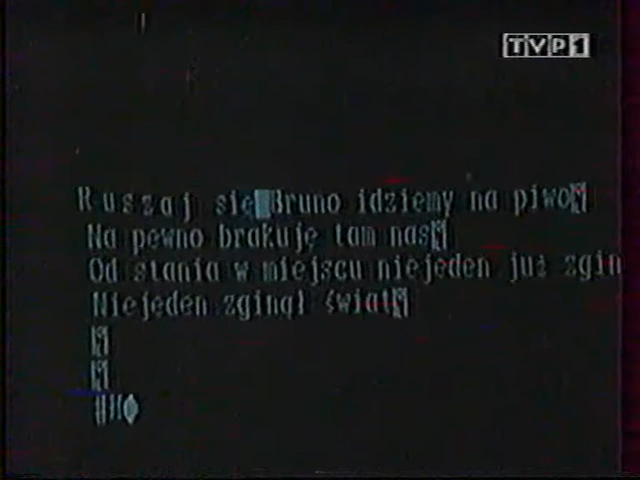 TVP1
Ruszaj się Bruno idziemy na piwo
Na pewno brakuję tam nas
Od stania w miejscu niejeden już zgin
Niejeden zginął świat